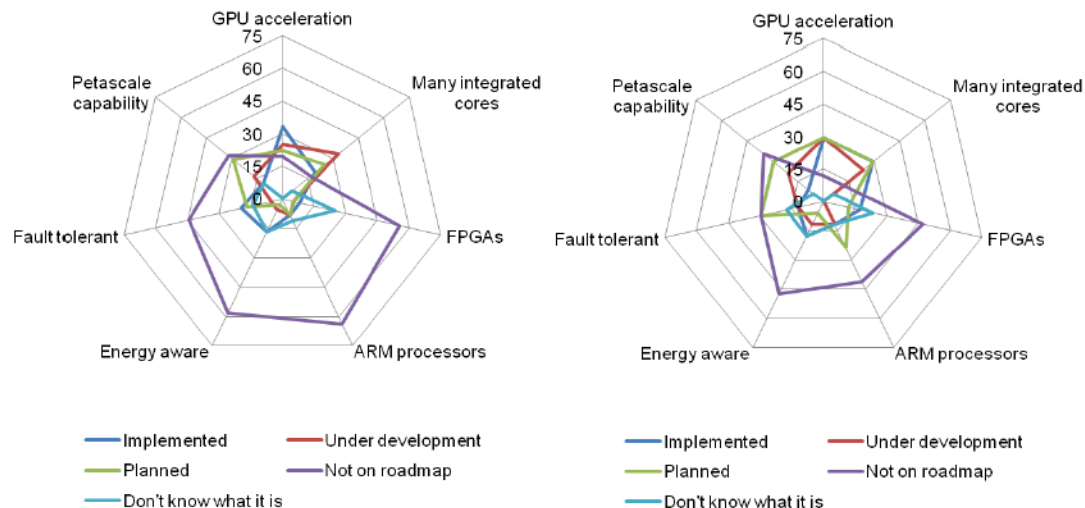 GPU acceleration
75
60
45
30
15
0
Many integrated
cores
FPGAs
ARM processors
Energy aware
Fault tolerant
Petascale
capability
Implemented
Under development
Planned
Not on roadmap
Don't know what it is
GPU acceleration
75
60
45
30
15
0
Many integrated
cores
FPGAs
ARM processors
Energy aware
Fault tolerant
Petascale
capability
Implemented
Under development
Planned
Not on roadmap
Don't know what it is